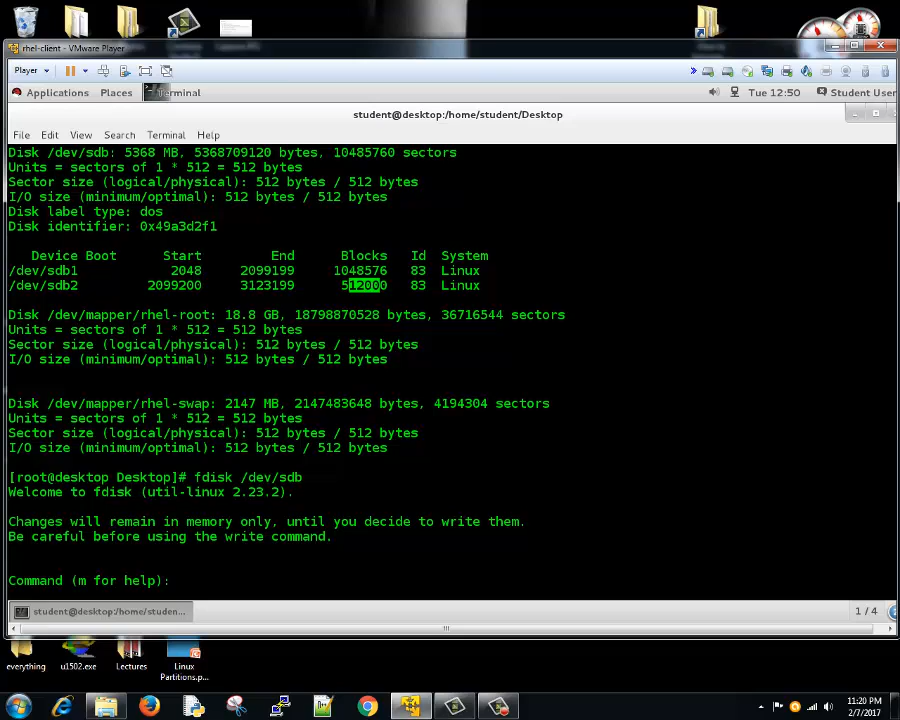 rhel-client - VMware Player
Player
Applications Places Terminal Tue 12:50 Student User
student@desktop:/home/student/Desktop
File Edit View Search Terminal Help
Disk /dev/sdb: 5368 MB, 5368709120 bytes, 10485760 sectors
Units = sectors of 1 * 512 = 512 bytes
Sector size (logical/physical): 512 bytes / 512 bytes
I/O size (minimum/optimal): 512 bytes / 512 bytes
Disk label type: dos
Disk identifier: 0x49a3d2f1
Device Boot Start End Blocks Id System
/dev/sdb1 2048 2099199 1048576 83 Linux
/dev/sdb2 2099200 3123199 512000 83 Linux
Disk /dev/mapper/rhel-root: 18.8 GB, 18798870528 bytes, 36716544 sectors
Units = sectors of 1 * 512 = 512 bytes
Sector size (logical/physical): 512 bytes / 512 bytes
I/O size (minimum/optimal): 512 bytes / 512 bytes
Disk /dev/mapper/rhel-swap: 2147 MB, 2147483648 bytes, 4194304 sectors
Units = sectors of 1 * 512 = 512 bytes
Sector size (logical/physical): 512 bytes / 512 bytes
I/O size (minimum/optimal): 512 bytes / 512 bytes
[root@desktop Desktop]# fdisk /dev/sdb
Welcome to fdisk (util-linux 2.23.2).
Changes will remain in memory only, until you decide to write them.
Be careful before using the write command.
Command (m for help):
student@desktop:/home/studen... 1 / 4
everything u1502.exe Lectures Linux
Partitions.p...
11:20 PM
2/7/2017